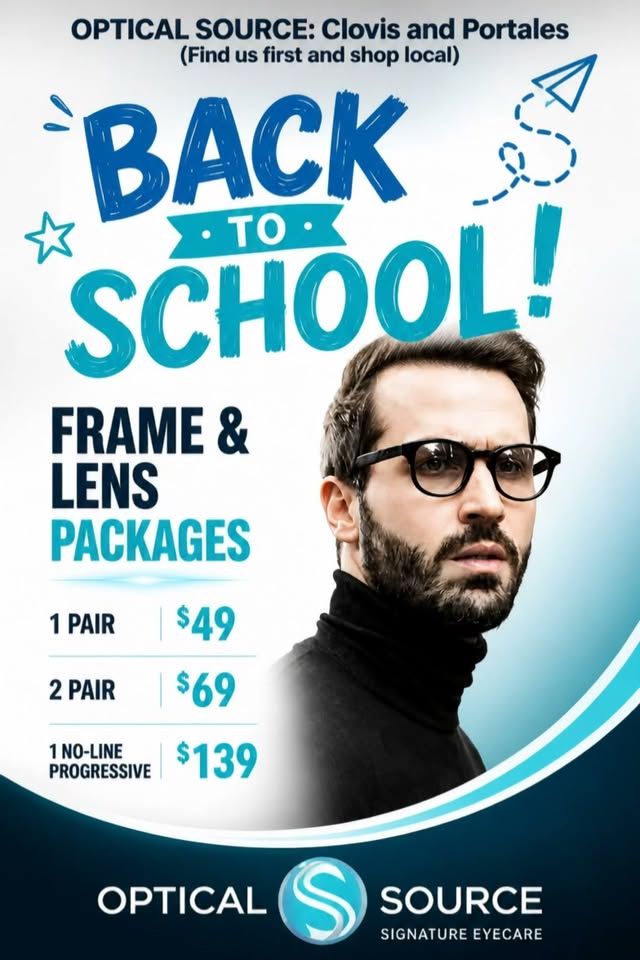 OPTICAL SOURCE: Clovis and Portales
(Find us first and shop local)
BACK
· TO ·
SCHOOL!
FRAME &
LENS
PACKAGES
1 PAIR $49
2 PAIR $69
1 NO-LINE
PROGRESSIVE $139
OPTICAL S SOURCE
SIGNATURE EYECARE